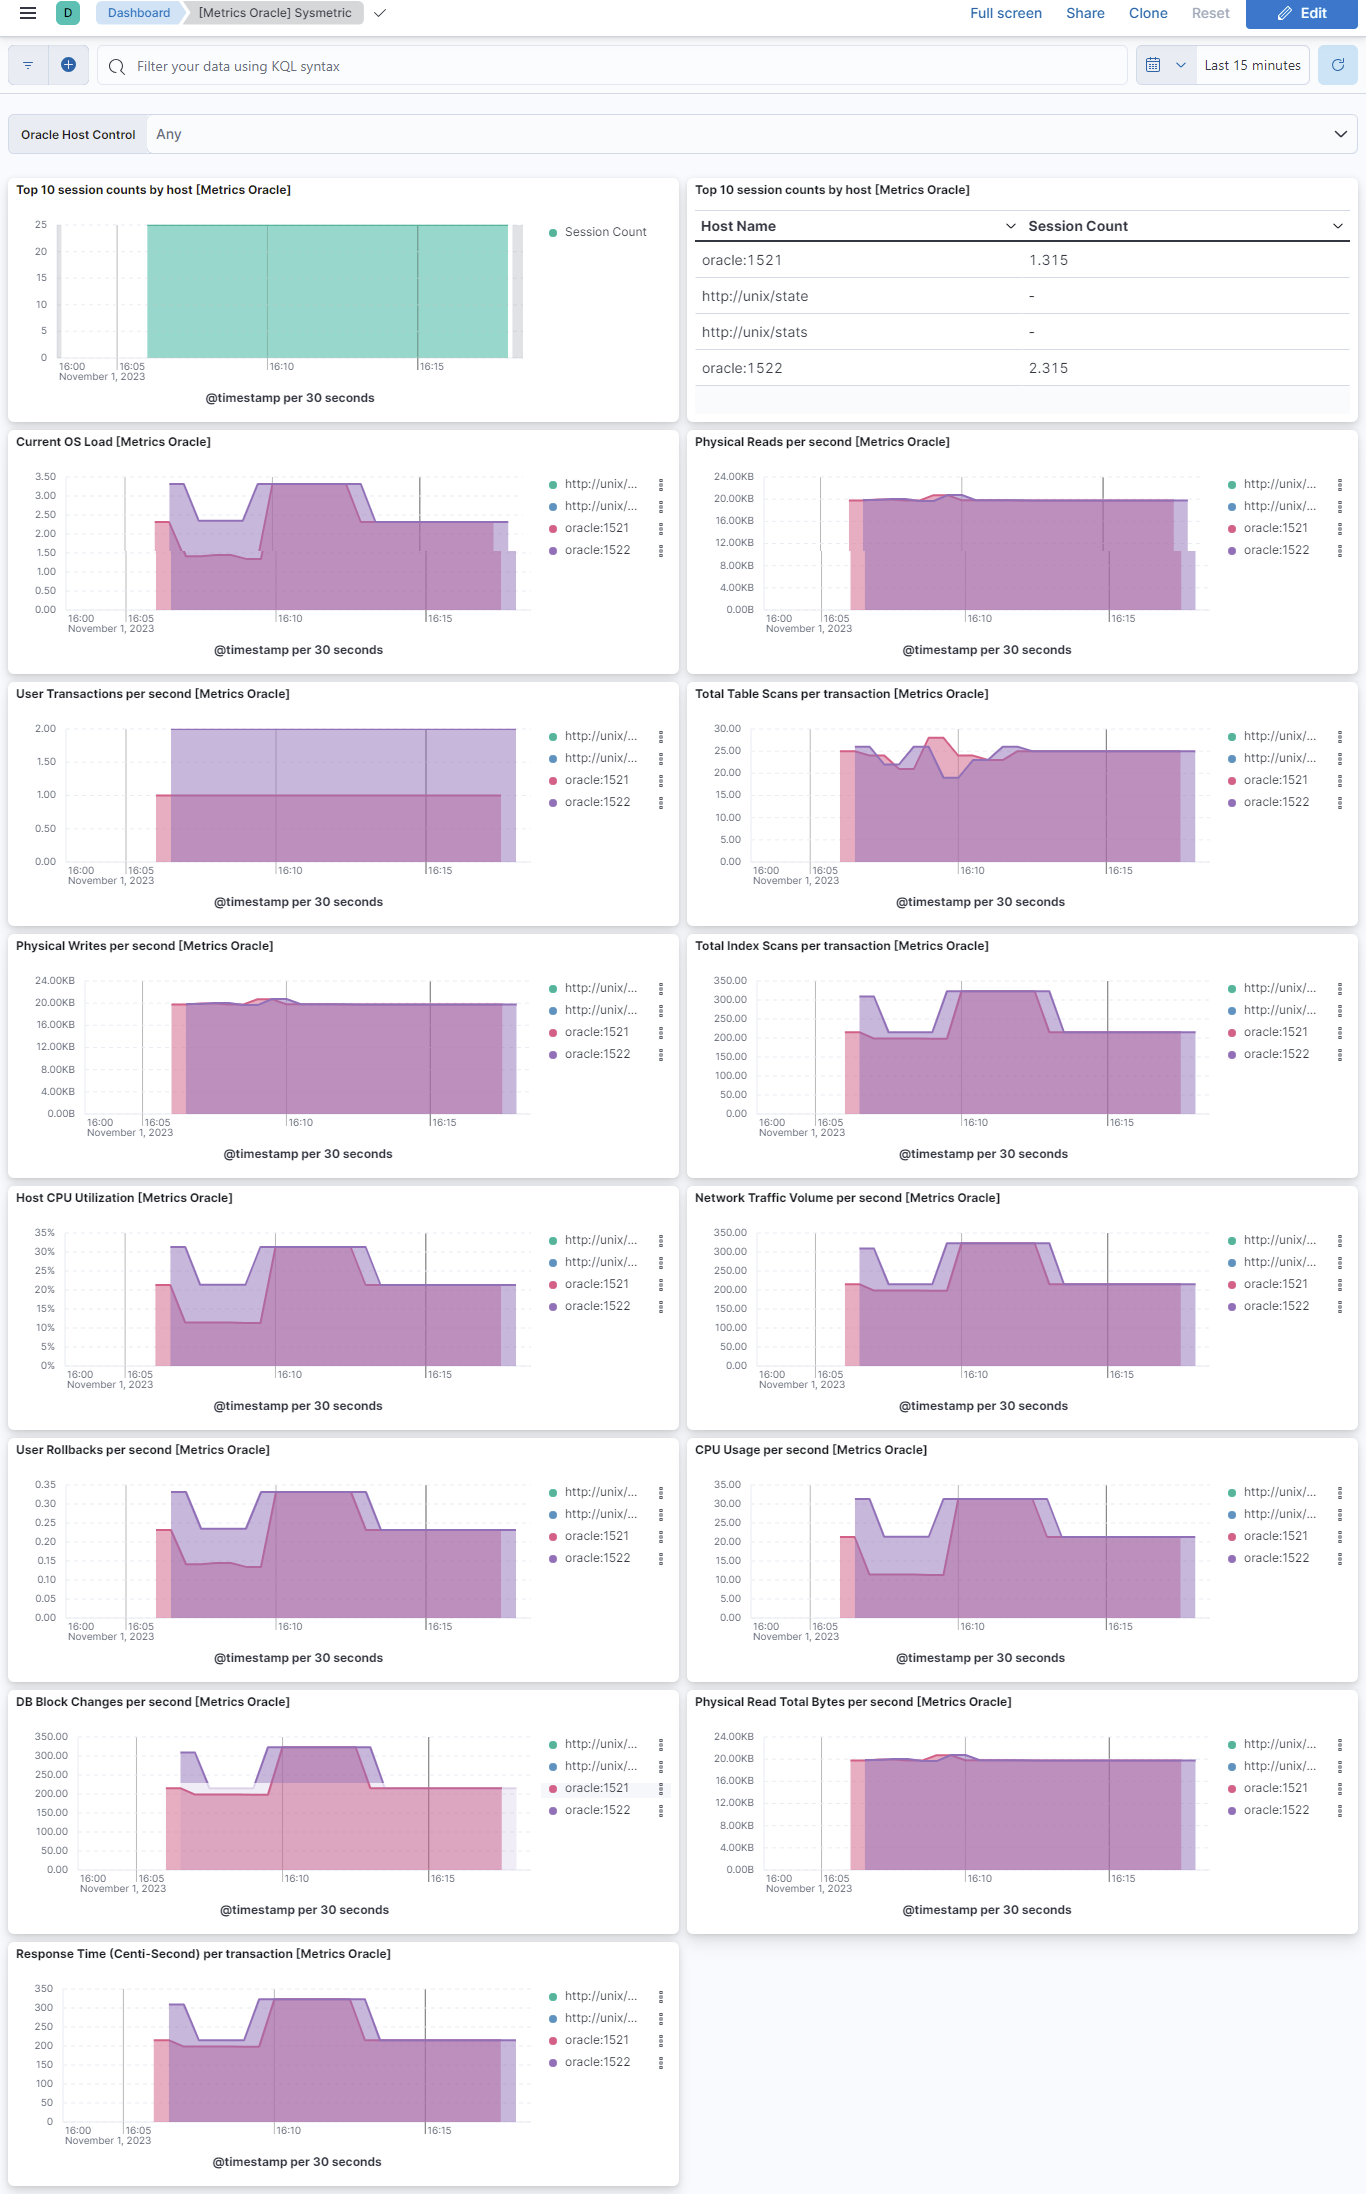 D Dashboard [Metrics Oracle] Sysmetric Full screen Share Clone Reset Edit
Filter your data using KQL syntax Last 15 minutes
Oracle Host Control Any
Top 10 session counts by host [Metrics Oracle]
25
20
15
10
5
0
16:00 16:05 16:10 16:15
November 1, 2023
@timestamp per 30 seconds
Session Count
Top 10 session counts by host [Metrics Oracle]
Host Name Session Count
oracle:1521 1.315
http://unix/state -
http://unix/stats -
oracle:1522 2.315
Current OS Load [Metrics Oracle]
3.50
3.00
2.50
2.00
1.50
1.00
0.50
0.00
16:00 16:05 16:10 16:15
November 1, 2023
@timestamp per 30 seconds
http://unix/...
http://unix/...
oracle:1521
oracle:1522
Physical Reads per second [Metrics Oracle]
24.00KB
20.00KB
16.00KB
12.00KB
8.00KB
4.00KB
0.00B
16:00 16:05 16:10 16:15
November 1, 2023
@timestamp per 30 seconds
http://unix/...
http://unix/...
oracle:1521
oracle:1522
User Transactions per second [Metrics Oracle]
2.00
1.50
1.00
0.50
0.00
16:00 16:05 16:10 16:15
November 1, 2023
@timestamp per 30 seconds
http://unix/...
http://unix/...
oracle:1521
oracle:1522
Total Table Scans per transaction [Metrics Oracle]
30.00
25.00
20.00
15.00
10.00
5.00
0.00
16:00 16:05 16:10 16:15
November 1, 2023
@timestamp per 30 seconds
http://unix/...
http://unix/...
oracle:1521
oracle:1522
Physical Writes per second [Metrics Oracle]
24.00KB
20.00KB
16.00KB
12.00KB
8.00KB
4.00KB
0.00B
16:00 16:05 16:10 16:15
November 1, 2023
@timestamp per 30 seconds
http://unix/...
http://unix/...
oracle:1521
oracle:1522
Total Index Scans per transaction [Metrics Oracle]
350.00
300.00
250.00
200.00
150.00
100.00
50.00
0.00
16:00 16:05 16:10 16:15
November 1, 2023
@timestamp per 30 seconds
http://unix/...
http://unix/...
oracle:1521
oracle:1522
Host CPU Utilization [Metrics Oracle]
35%
30%
25%
20%
15%
10%
5%
0%
16:00 16:05 16:10 16:15
November 1, 2023
@timestamp per 30 seconds
http://unix/...
http://unix/...
oracle:1521
oracle:1522
Network Traffic Volume per second [Metrics Oracle]
350.00
300.00
250.00
200.00
150.00
100.00
50.00
0.00
16:00 16:05 16:10 16:15
November 1, 2023
@timestamp per 30 seconds
http://unix/...
http://unix/...
oracle:1521
oracle:1522
User Rollbacks per second [Metrics Oracle]
0.35
0.30
0.25
0.20
0.15
0.10
0.05
0.00
16:00 16:05 16:10 16:15
November 1, 2023
@timestamp per 30 seconds
http://unix/...
http://unix/...
oracle:1521
oracle:1522
CPU Usage per second [Metrics Oracle]
35.00
30.00
25.00
20.00
15.00
10.00
5.00
0.00
16:00 16:05 16:10 16:15
November 1, 2023
@timestamp per 30 seconds
http://unix/...
http://unix/...
oracle:1521
oracle:1522
DB Block Changes per second [Metrics Oracle]
350.00
300.00
250.00
200.00
150.00
100.00
50.00
0.00
16:00 16:05 16:10 16:15
November 1, 2023
@timestamp per 30 seconds
http://unix/...
http://unix/...
oracle:1521
oracle:1522
Physical Read Total Bytes per second [Metrics Oracle]
24.00KB
20.00KB
16.00KB
12.00KB
8.00KB
4.00KB
0.00B
16:00 16:05 16:10 16:15
November 1, 2023
@timestamp per 30 seconds
http://unix/...
http://unix/...
oracle:1521
oracle:1522
Response Time (Centi-Second) per transaction [Metrics Oracle]
350
300
250
200
150
100
50
0
16:00 16:05 16:10 16:15
November 1, 2023
@timestamp per 30 seconds
http://unix/...
http://unix/...
oracle:1521
oracle:1522